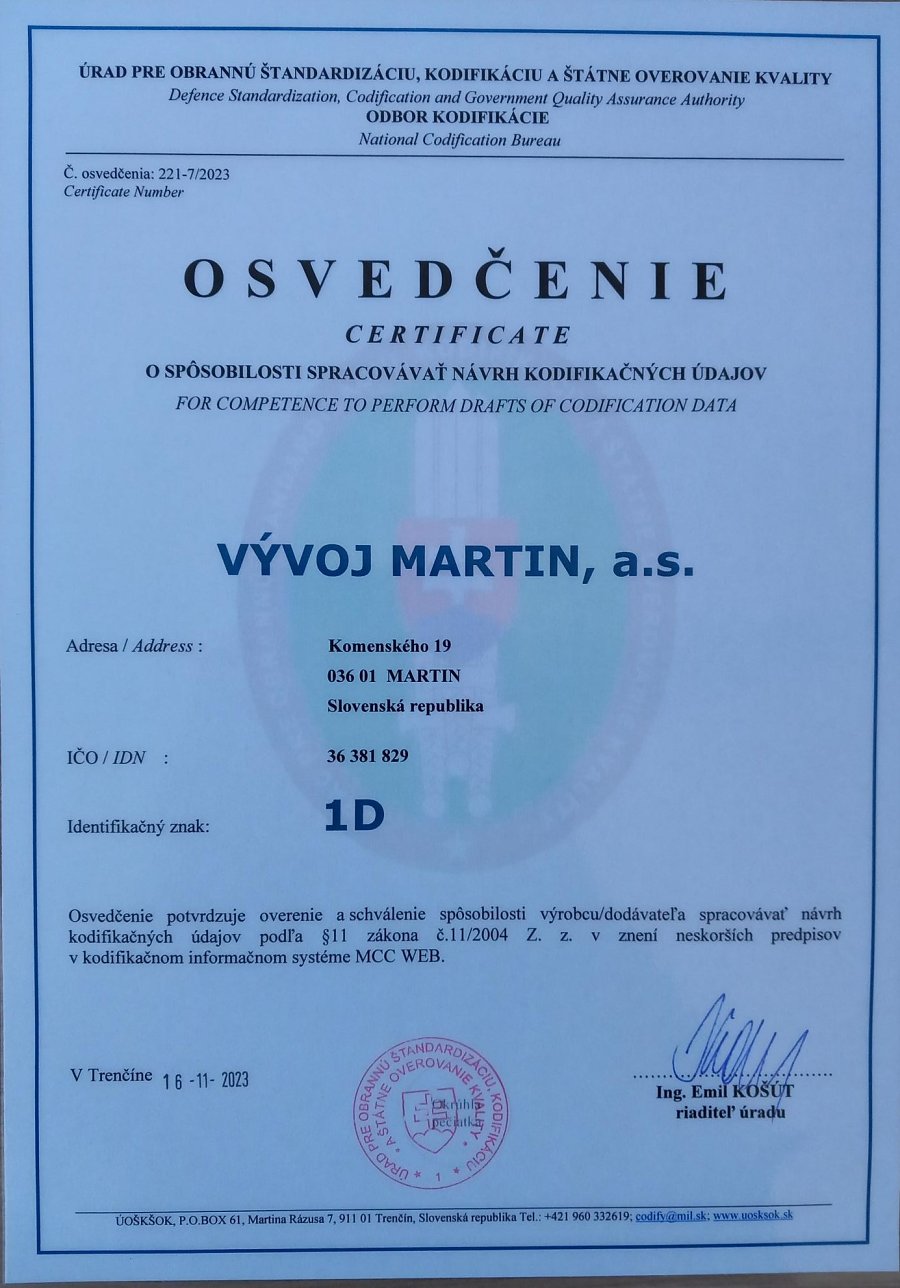 ÚRAD PRE OBRANNÚ ŠTANDARDIZÁCIU, KODIFIKÁCIU A ŠTÁTNE OVEROVANIE KVALITY
Defence Standardization, Codification and Government Quality Assurance Authority
ODBOR KODIFIKÁCIE
National Codification Bureau
Č. osvedčenia: 221-7/2023
Certificate Number
OSVEDČENIE
CERTIFICATE
O SPÔSOBILOSTI SPRACOVÁVAŤ NÁVRH KODIFIKAČNÝCH ÚDAJOV
FOR COMPETENCE TO PERFORM DRAFTS OF CODIFICATION DATA
VÝVOJ MARTIN, a.s.
Adresa / Address : Komenského 19
036 01 MARTIN
Slovenská republika
IČO / IDN : 36 381 829
Identifikačný znak: 1D
Osvedčenie potvrdzuje overenie a schválenie spôsobilosti výrobcu/dodávateľa spracovávať návrh
kodifikačných údajov podľa §11 zákona č.11/2004 Z. z. v znení neskorších predpisov
v kodifikačnom informačnom systéme MCC WEB.
V Trenčíne 16 -11- 2023
ÚRAD PRE OBRANNÚ ŠTANDARDIZÁCIU, KODIFIKÁCIU
A ŠTÁTNE OVEROVANIE KVALITY
* 1 *
Okrúhla
pečiatka
Ing. Emil KOŠÚT
riaditeľ úradu
ÚOŠKŠOK, P.O.BOX 61, Martina Rázusa 7, 911 01 Trenčín, Slovenská republika Tel.: +421 960 332619; codify@mil.sk; www.uosksok.sk